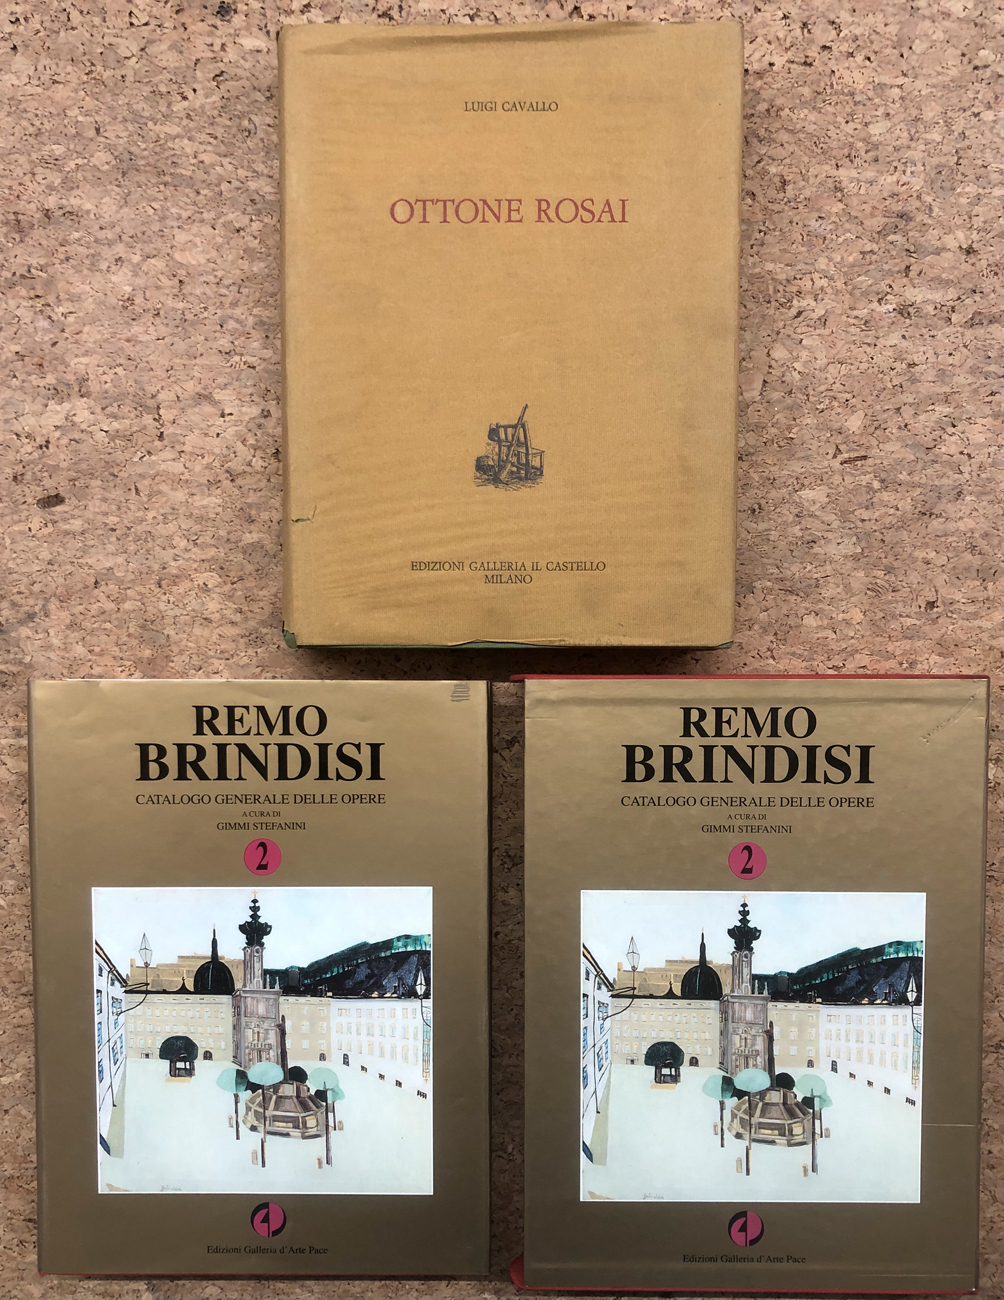 LUIGI CAVALLO
OTTONE ROSAI
EDIZIONI GALLERIA IL CASTELLO
MILANO
REMO
BRINDISI
CATALOGO GENERALE DELLE OPERE
A CURA DI
GIMMI STEFANINI
2
Edizioni Galleria d'Arte Pace
REMO
BRINDISI
CATALOGO GENERALE DELLE OPERE
A CURA DI
GIMMI STEFANINI
2
Edizioni Galleria d'Arte Pace